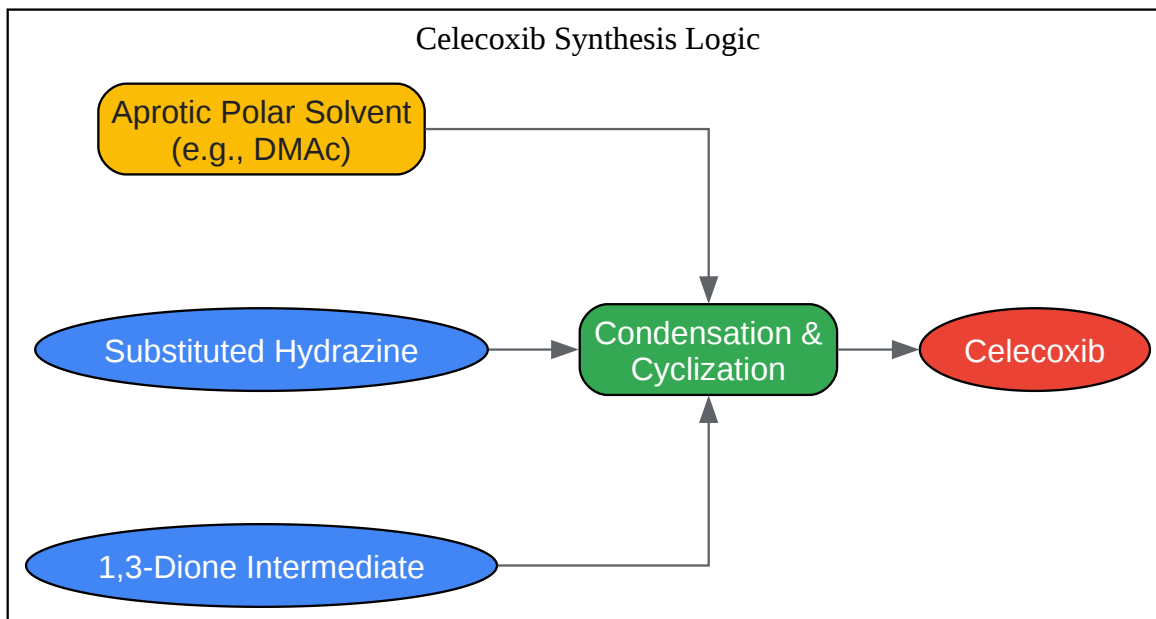 Celecoxib Synthesis Logic
Aprotic Polar Solvent
(e.g., DMAc)
Substituted Hydrazine
Condensation &
Cyclization
Celecoxib
1,3-Dione Intermediate